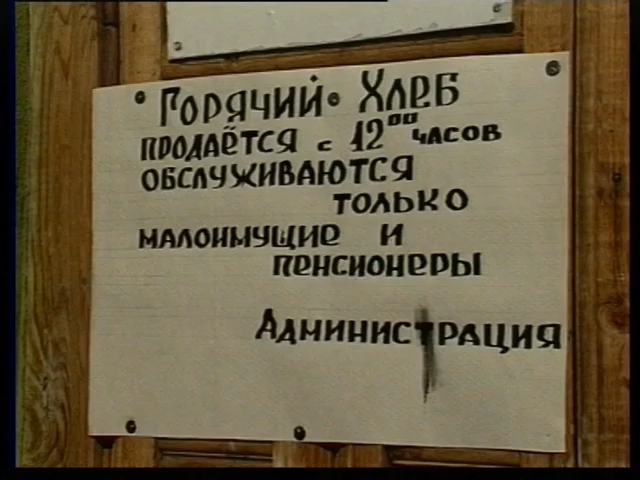 Горячий Хлеб
продаётся с 12⁰⁰ часов
обслуживаются
только
малоимущие и
пенсионеры
Администрация